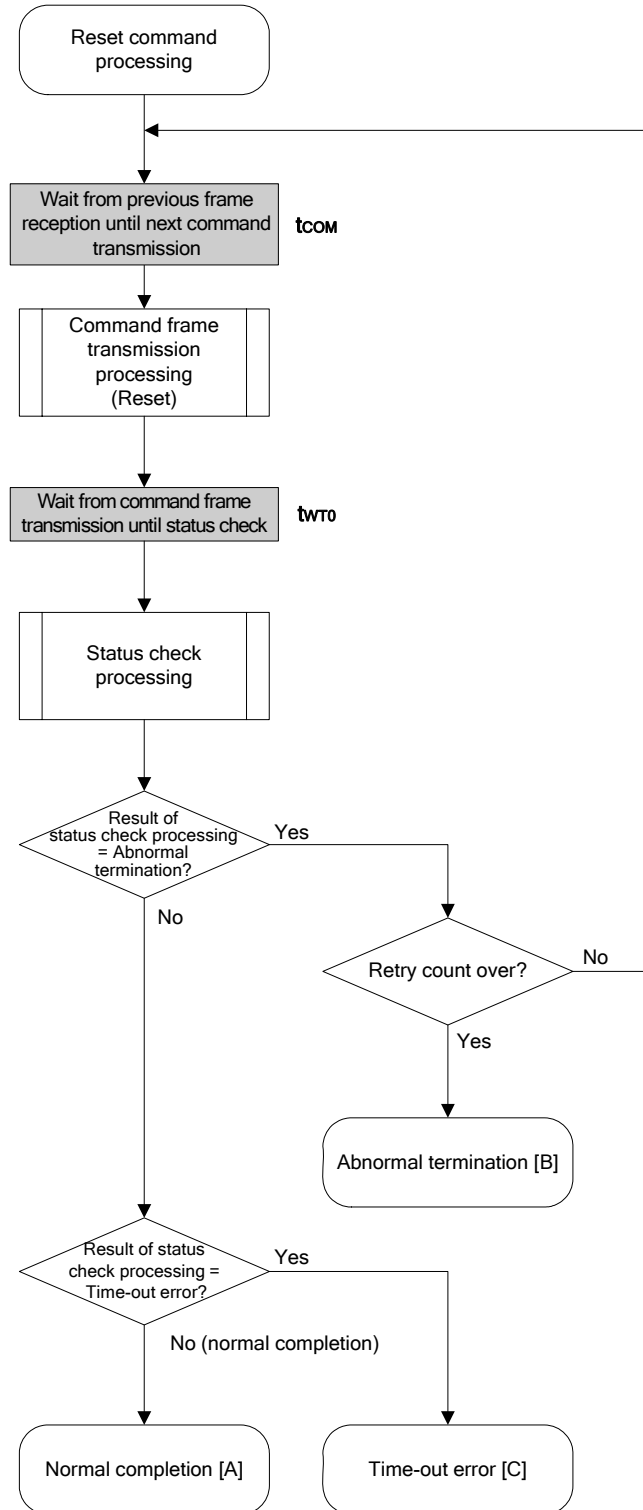 Reset command
processing
Wait from previous frame
reception until next command
transmission
tCOM
Command frame
transmission
processing
(Reset)
Wait from command frame
transmission until status check
tWT0
Status check
processing
Result of
status check processing
= Abnormal
termination?
Yes
No
Retry count over?
No
Yes
Abnormal termination [B]
Result of status
check processing =
Time-out error?
Yes
No (normal completion)
Normal completion [A]
Time-out error [C]